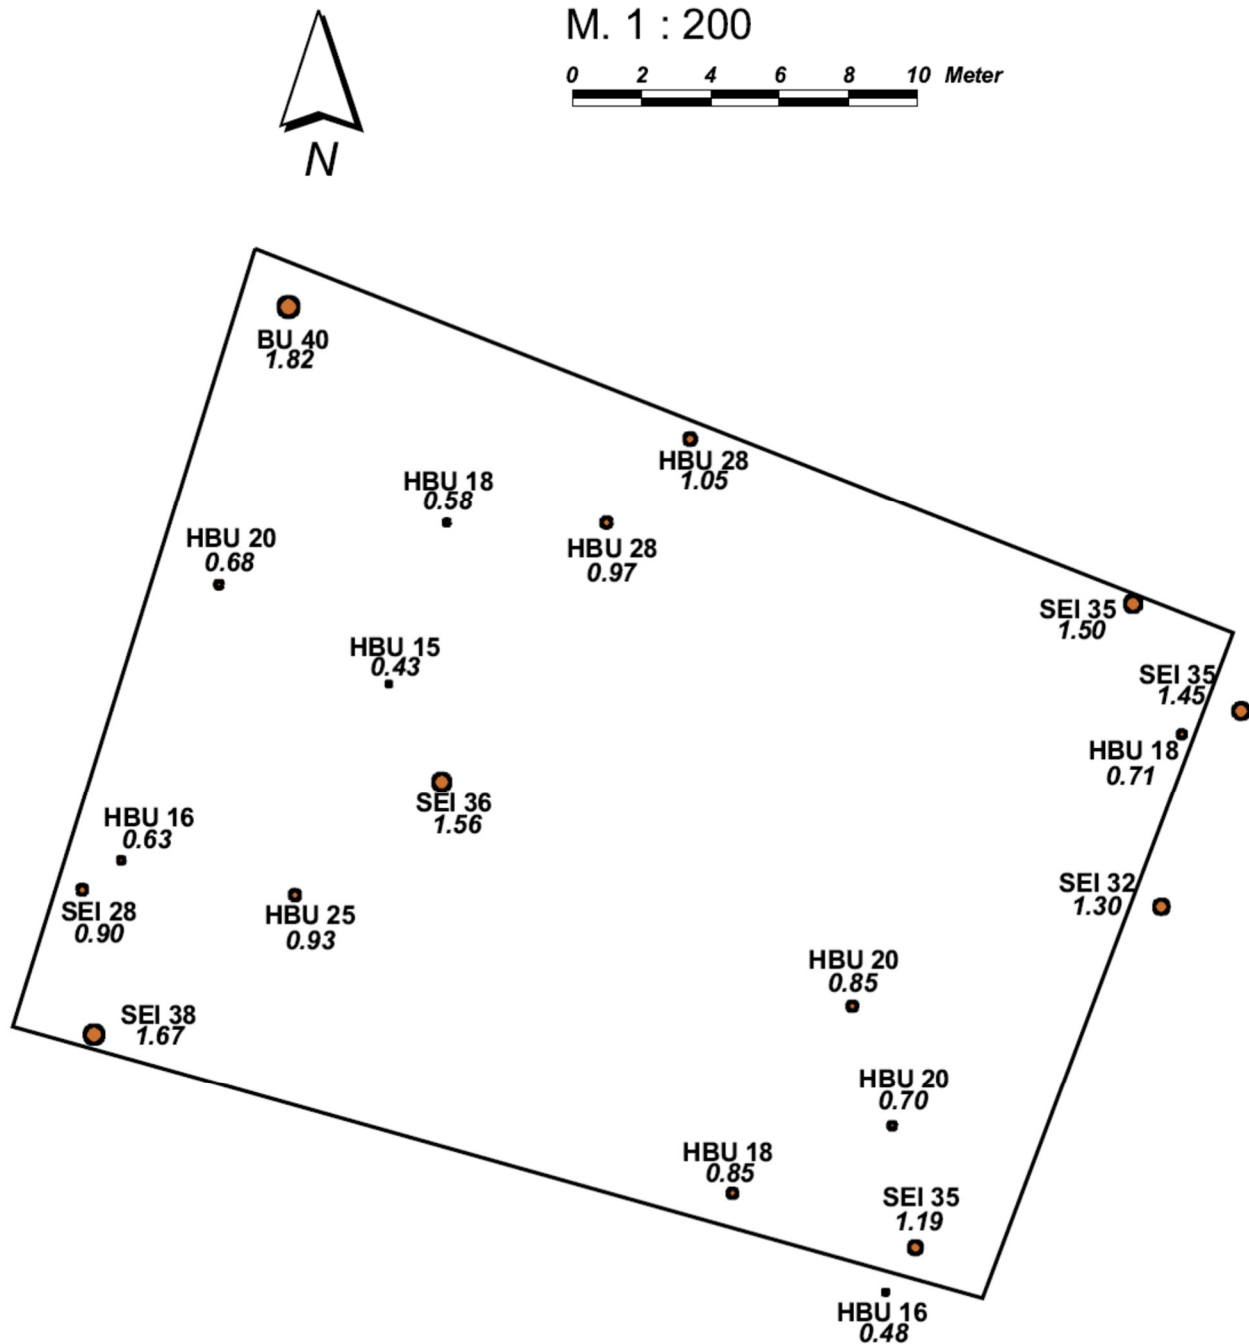 M. 1 : 200
0 2 4 6 8 10 Meter
N
BU 40
1.82
HBU 28
1.05
HBU 18
0.58
HBU 20
0.68
HBU 28
0.97
SEI 35
1.50
HBU 15
0.43
SEI 35
1.45
HBU 18
0.71
SEI 36
1.56
HBU 16
0.63
SEI 32
1.30
SEI 28
0.90
HBU 25
0.93
HBU 20
0.85
SEI 38
1.67
HBU 20
0.70
HBU 18
0.85
SEI 35
1.19
HBU 16
0.48